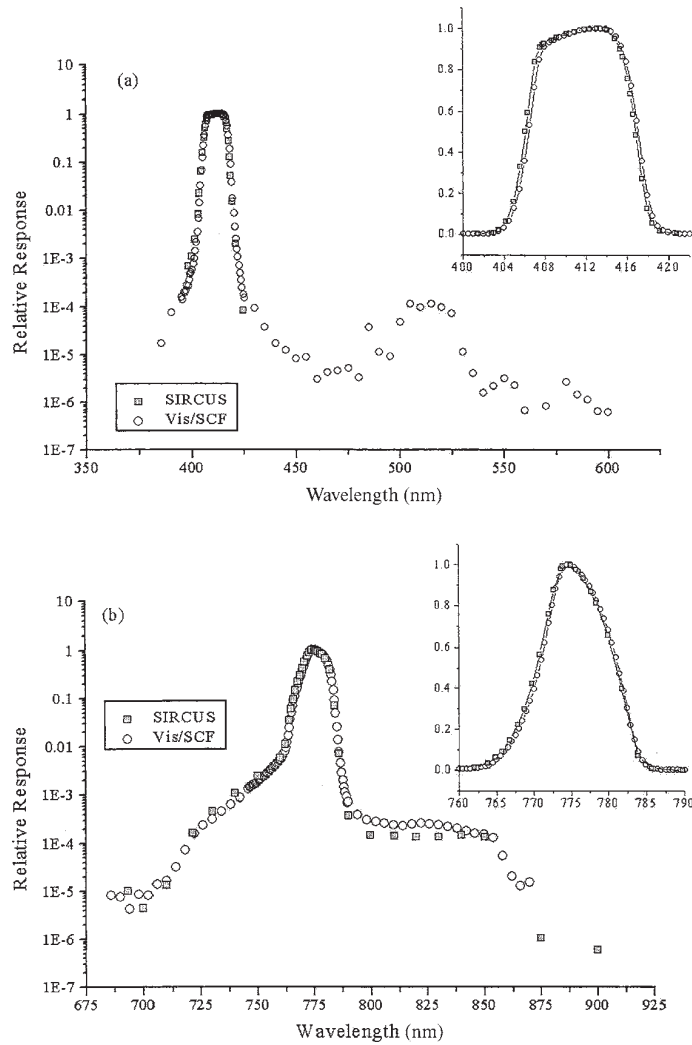 (a)
Relative Response
10
1
0.1
0.01
1E-3
1E-4
1E-5
1E-6
1E-7
SIRCUS
Vis/SCF
350
400
450
500
550
600
Wavelength (nm)
1.0
0.8
0.6
0.4
0.2
0.0
400
404
408
412
416
420
(b)
Relative Response
10
1
0.1
0.01
1E-3
1E-4
1E-5
1E-6
1E-7
SIRCUS
Vis/SCF
675
700
725
750
775
800
825
850
875
900
925
Wavelength (nm)
1.0
0.8
0.6
0.4
0.2
0.0
760
765
770
775
780
785
790